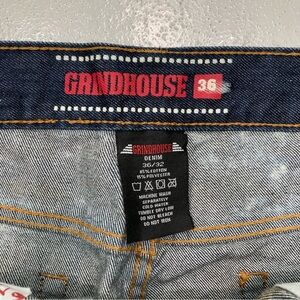 GRINDHOUSE 36
GRINDHOUSE
DENIM
36/32
85% COTTON
15% POLYESTER
MACHINE WASH
SEPARATELY
COLD WATER
TUMBLE DRY LOW
DO NOT BLEACH
DO NOT IRON